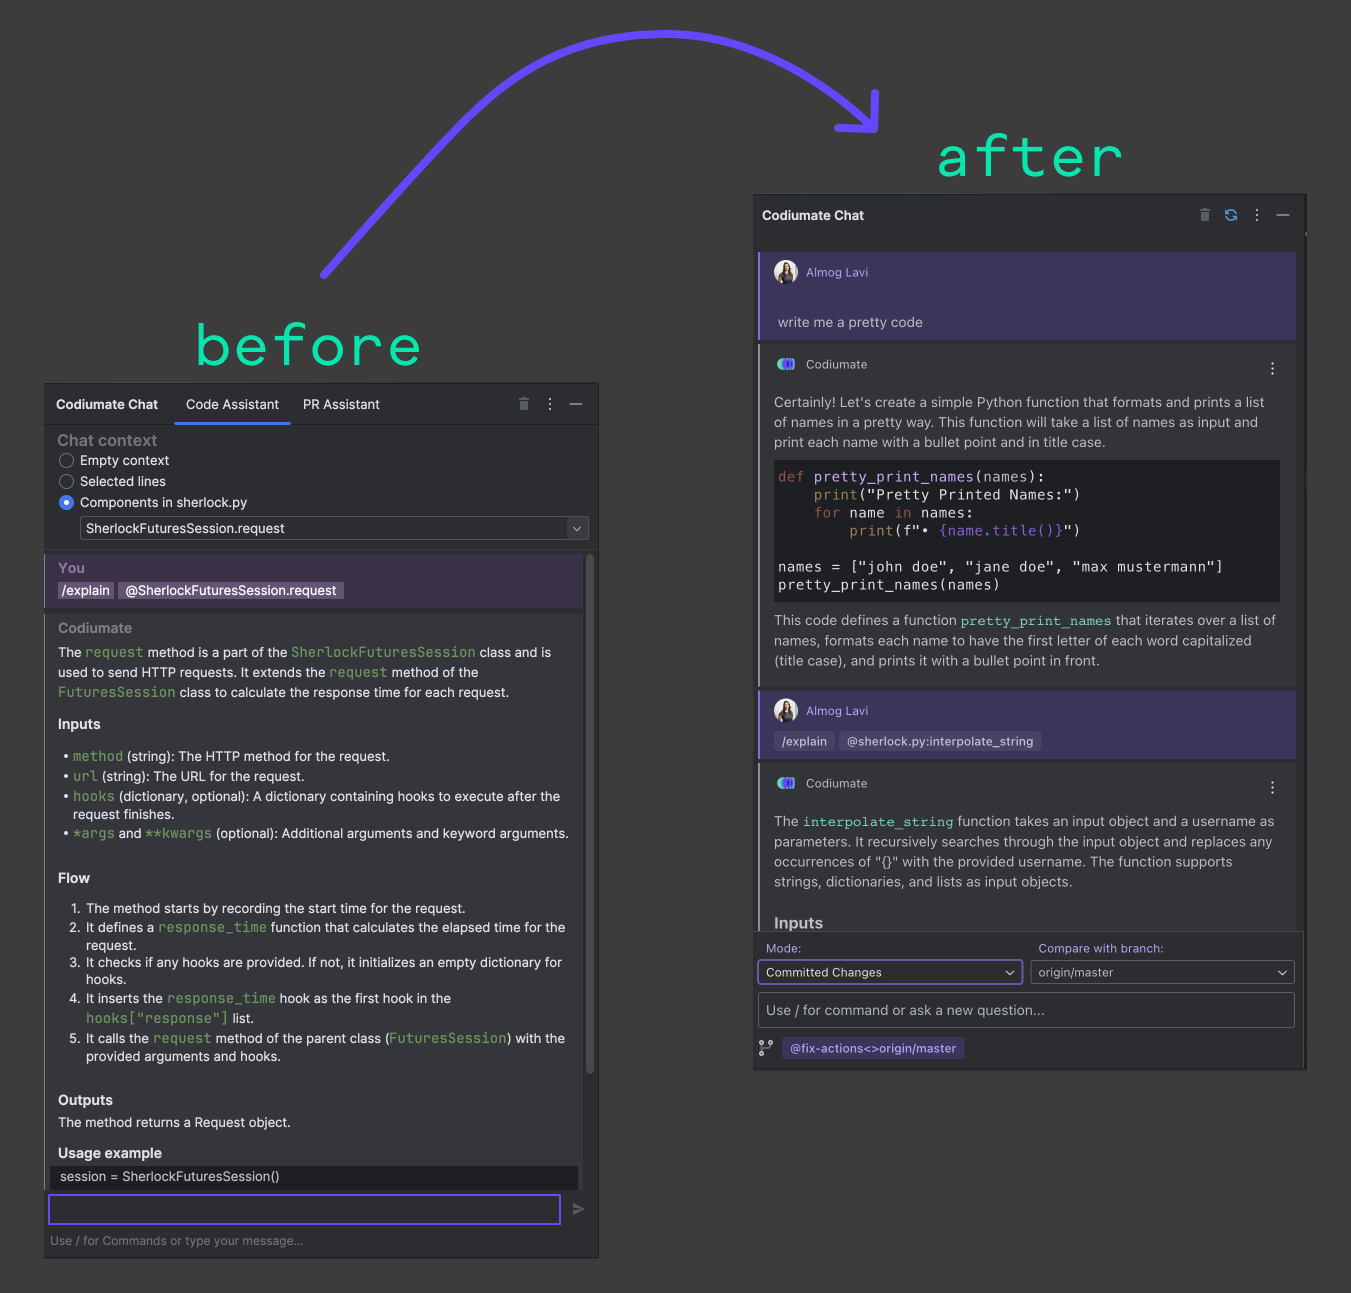 before
Codiumate Chat
Code Assistant
PR Assistant
Chat context
Empty context
Selected lines
Components in sherlock.py
SherlockFuturesSession.request
You
/explain @SherlockFuturesSession.request
Codiumate
The request method is a part of the SherlockFuturesSession class and is
used to send HTTP requests. It extends the request method of the
FuturesSession class to calculate the response time for each request.
Inputs
• method (string): The HTTP method for the request.
• url (string): The URL for the request.
• hooks (dictionary, optional): A dictionary containing hooks to execute after the
request finishes.
• *args and **kwargs (optional): Additional arguments and keyword arguments.
Flow
1. The method starts by recording the start time for the request.
2. It defines a response_time function that calculates the elapsed time for the
request.
3. It checks if any hooks are provided. If not, it initializes an empty dictionary for
hooks.
4. It inserts the response_time hook as the first hook in the
hooks["response"] list.
5. It calls the request method of the parent class (FuturesSession) with the
provided arguments and hooks.
Outputs
The method returns a Request object.
Usage example
session = SherlockFuturesSession()
Use / for Commands or type your message...
after
Codiumate Chat
Almog Lavi
write me a pretty code
Codiumate
Certainly! Let's create a simple Python function that formats and prints a list
of names in a pretty way. This function will take a list of names as input and
print each name with a bullet point and in title case.
def pretty_print_names(names):
    print("Pretty Printed Names:")
    for name in names:
        print(f"• {name.title()}")
names = ["john doe", "jane doe", "max mustermann"]
pretty_print_names(names)
This code defines a function pretty_print_names that iterates over a list of
names, formats each name to have the first letter of each word capitalized
(title case), and prints it with a bullet point in front.
Almog Lavi
/explain @sherlock.py:interpolate_string
Codiumate
The interpolate_string function takes an input object and a username as
parameters. It recursively searches through the input object and replaces any
occurrences of "{}" with the provided username. The function supports
strings, dictionaries, and lists as input objects.
Inputs
Mode:
Compare with branch:
Committed Changes
origin/master
Use / for command or ask a new question...
@fix-actions<>origin/master